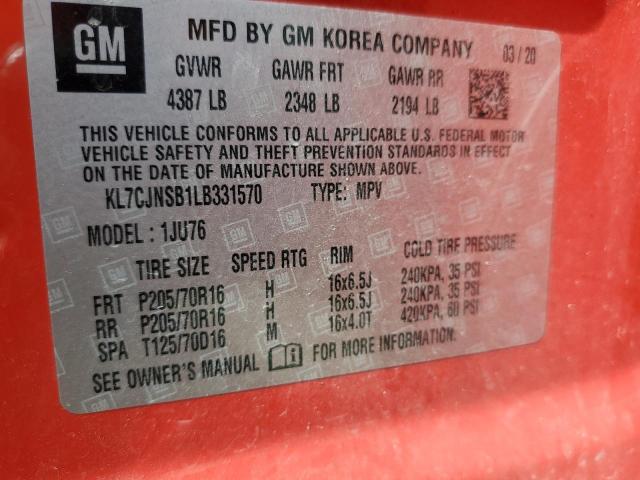 GM MFD BY GM KOREA COMPANY 03 / 20
GVWR GAWR FRT GAWR RR
4387 LB 2348 LB 2194 LB
THIS VEHICLE CONFORMS TO ALL APPLICABLE U.S. FEDERAL MOTOR
VEHICLE SAFETY AND THEFT PREVENTION STANDARDS IN EFFECT
ON THE DATE OF MANUFACTURE SHOWN ABOVE.
KL7CJNSB1LB331570 TYPE: MPV
MODEL : 1JU76
TIRE SIZE SPEED RTG RIM COLD TIRE PRESSURE
FRT P205/70R16 H 16x6.5J 240KPA, 35 PSI
RR P205/70R16 H 16x6.5J 240KPA, 35 PSI
SPA T125/70D16 M 16x4.0T 420KPA, 60 PSI
SEE OWNER'S MANUAL FOR MORE INFORMATION.